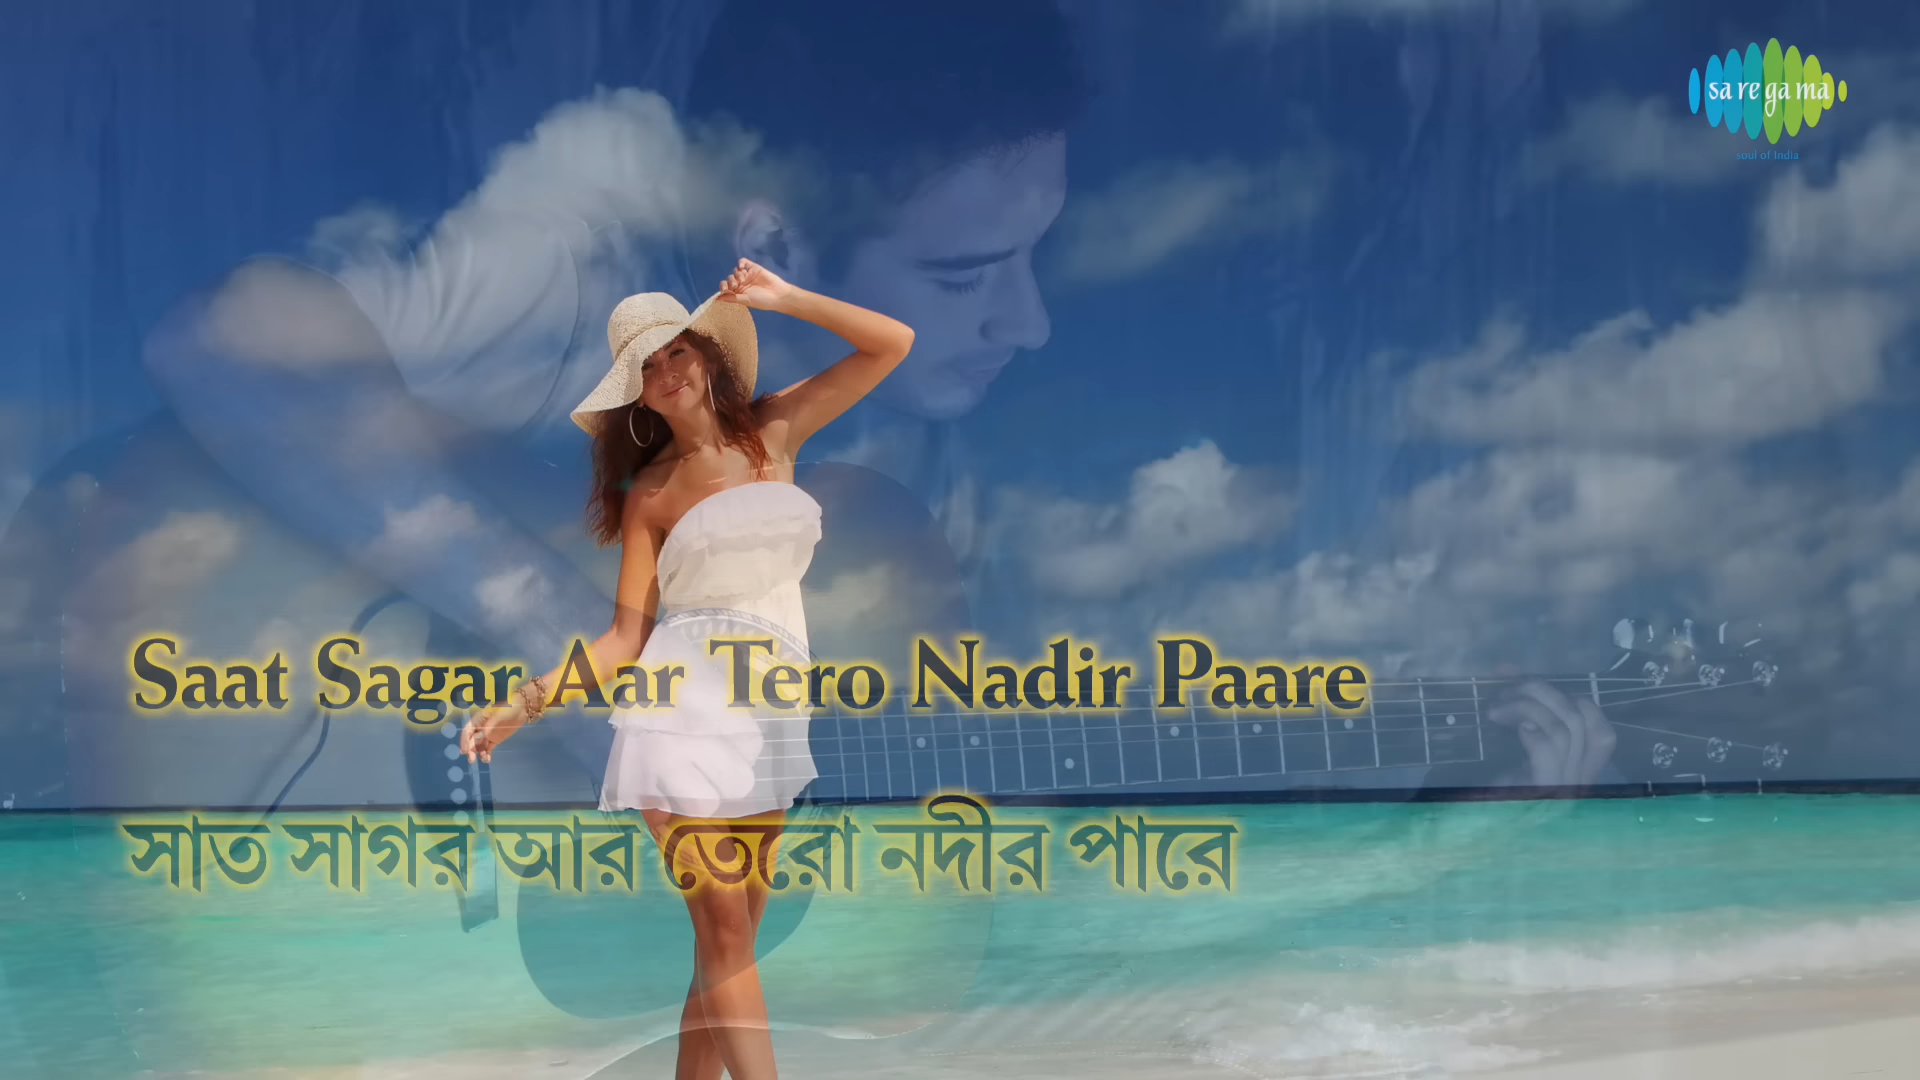 sa re ga ma
soul of India
Saat Sagar Aar Tero Nadir Paare
সাত সাগর আর তেরো নদীর পারে